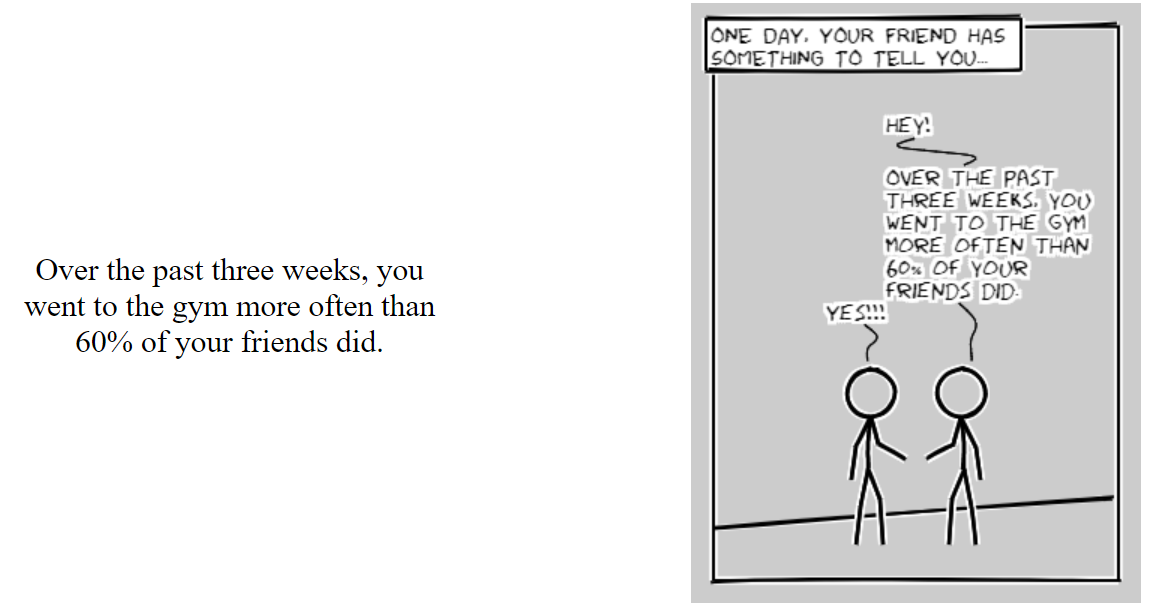 Over the past three weeks, you
went to the gym more often than
60% of your friends did.
ONE DAY, YOUR FRIEND HAS
SOMETHING TO TELL YOU...
HEY!
OVER THE PAST
THREE WEEKS, YOU
WENT TO THE GYM
MORE OFTEN THAN
60% OF YOUR
FRIENDS DID.
YES!!!